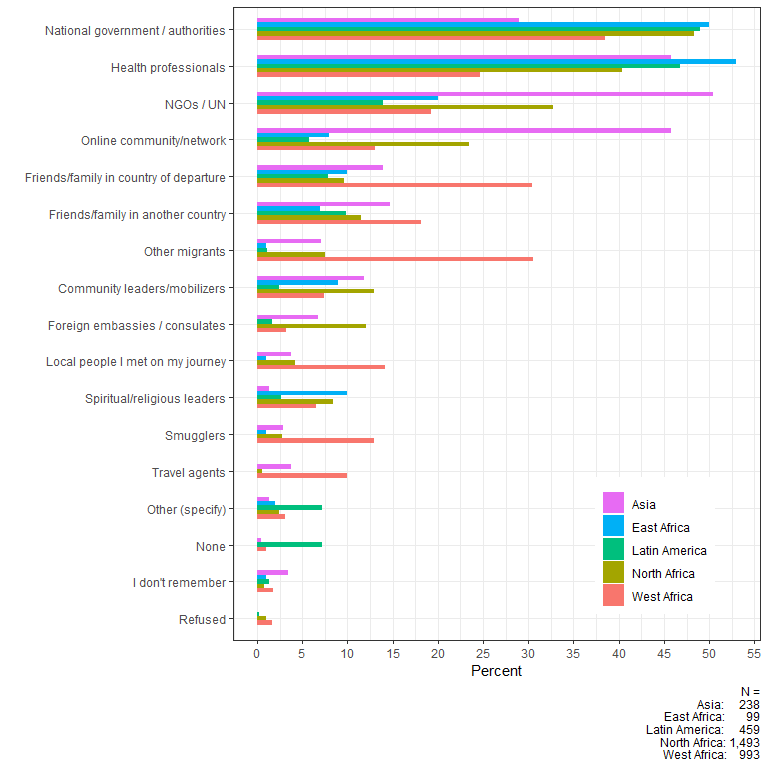 National government / authorities
Health professionals
NGOs / UN
Online community/network
Friends/family in country of departure
Friends/family in another country
Other migrants
Community leaders/mobilizers
Foreign embassies / consulates
Local people I met on my journey
Spiritual/religious leaders
Smugglers
Travel agents
Other (specify)
None
I don't remember
Refused
Asia
East Africa
Latin America
North Africa
West Africa
0 5 10 15 20 25 30 35 40 45 50 55
Percent
N =
Asia: 238
East Africa: 99
Latin America: 459
North Africa: 1,493
West Africa: 993